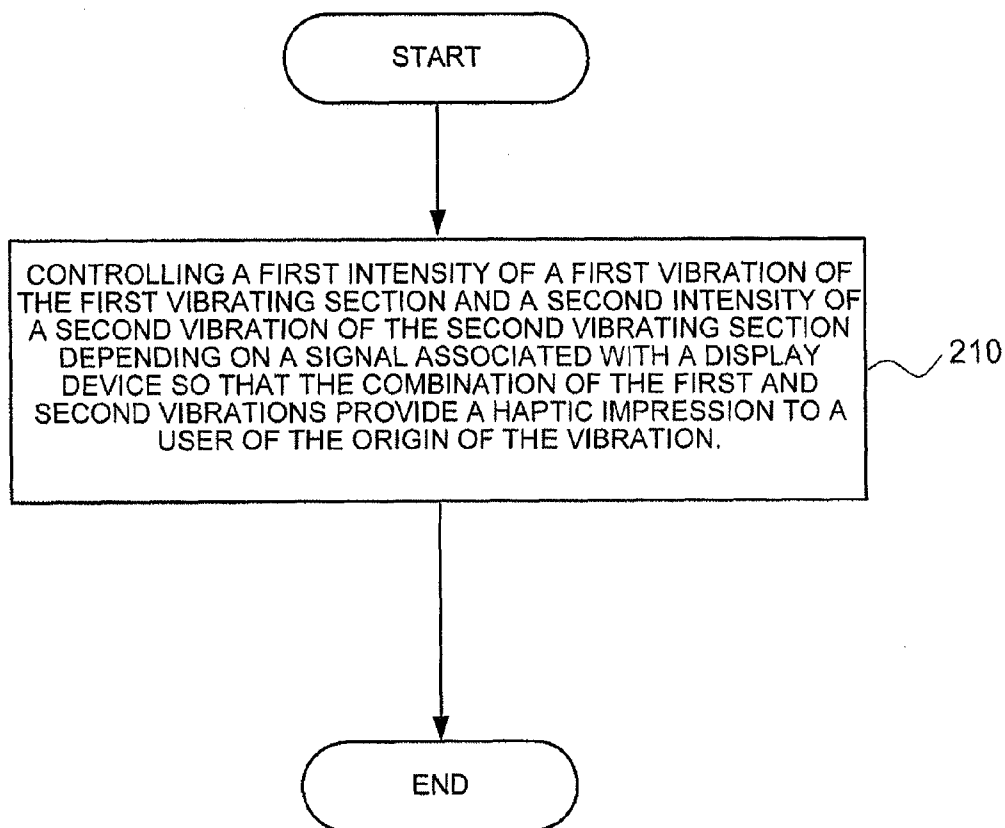 START
CONTROLLING A FIRST INTENSITY OF A FIRST VIBRATION OF
THE FIRST VIBRATING SECTION AND A SECOND INTENSITY OF
A SECOND VIBRATION OF THE SECOND VIBRATING SECTION
DEPENDING ON A SIGNAL ASSOCIATED WITH A DISPLAY
DEVICE SO THAT THE COMBINATION OF THE FIRST AND
SECOND VIBRATIONS PROVIDE A HAPTIC IMPRESSION TO A
USER OF THE ORIGIN OF THE VIBRATION.
210
END